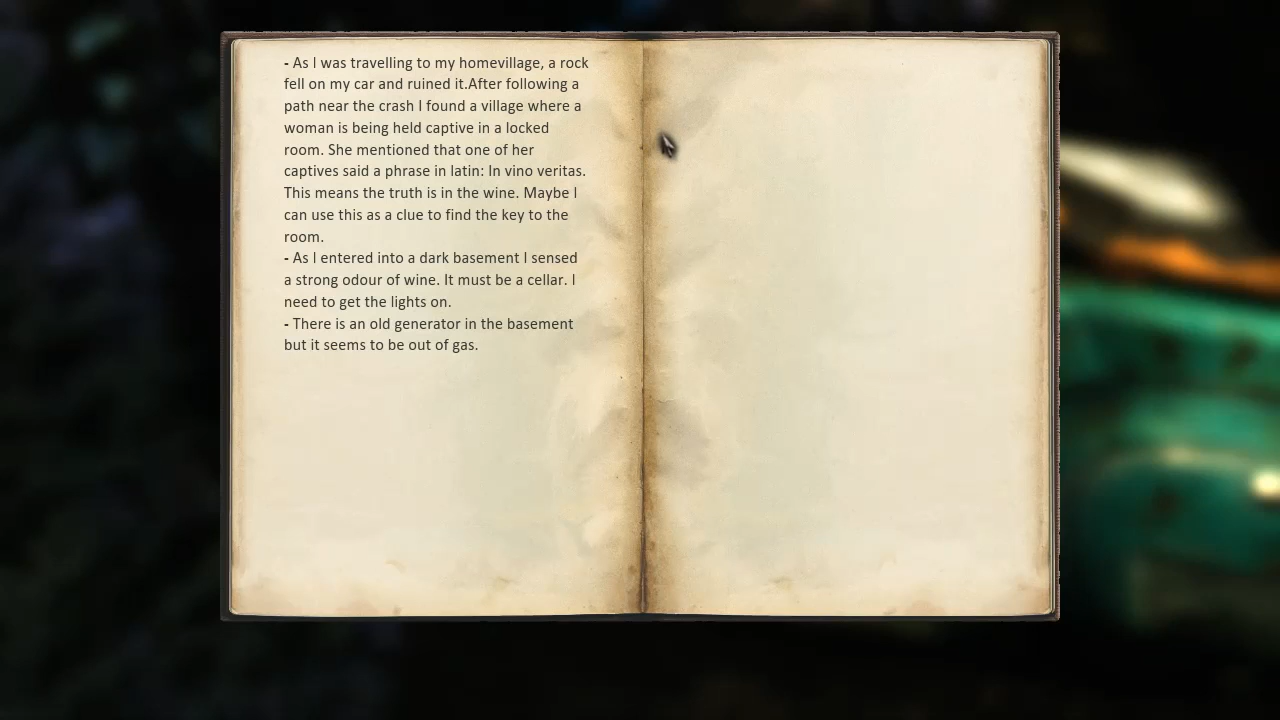 - As I was travelling to my homevillage, a rock
fell on my car and ruined it.After following a
path near the crash I found a village where a
woman is being held captive in a locked
room. She mentioned that one of her
captives said a phrase in latin: In vino veritas.
This means the truth is in the wine. Maybe I
can use this as a clue to find the key to the
room.
- As I entered into a dark basement I sensed
a strong odour of wine. It must be a cellar. I
need to get the lights on.
- There is an old generator in the basement
but it seems to be out of gas.